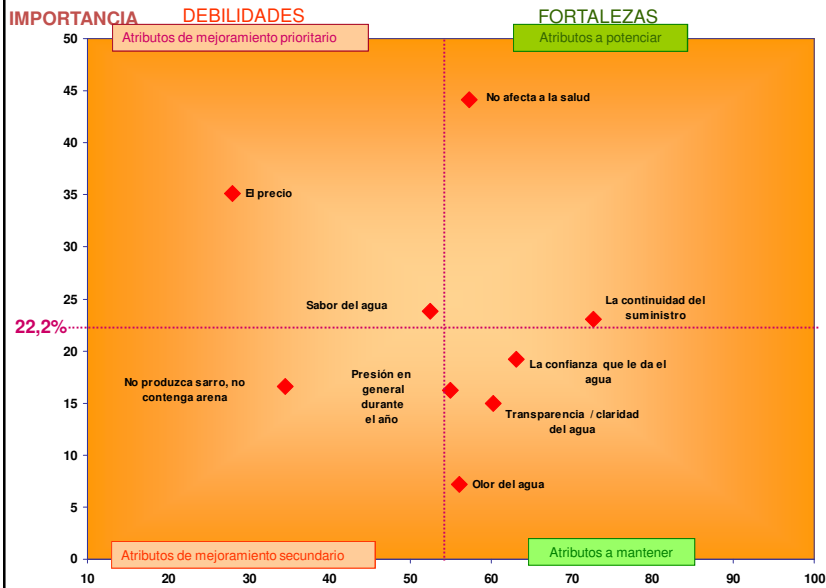 IMPORTANCIA
DEBILIDADES
FORTALEZAS
Atributos de mejoramiento prioritario
Atributos a potenciar
50
45
40
35
30
25
22,2%
20
15
10
5
0
No afecta a la salud
El precio
Sabor del agua
La continuidad del
suministro
La confianza que le da el
agua
No produzca sarro, no
contenga arena
Presión en
general
durante
el año
Transparencia / claridad
del agua
Olor del agua
Atributos de mejoramiento secundario
Atributos a mantener
10
20
30
40
50
60
70
80
90
100